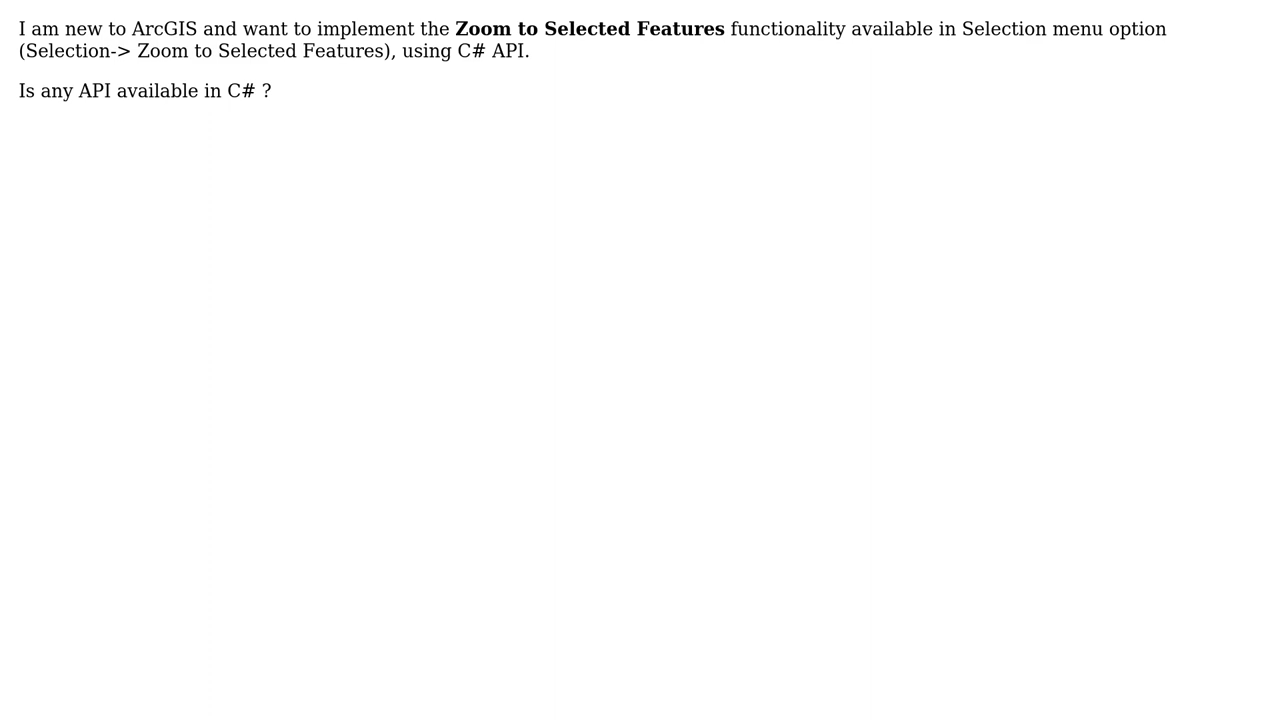 I am new to ArcGIS and want to implement the Zoom to Selected Features functionality available in Selection menu option
(Selection-> Zoom to Selected Features), using C# API.
Is any API available in C# ?